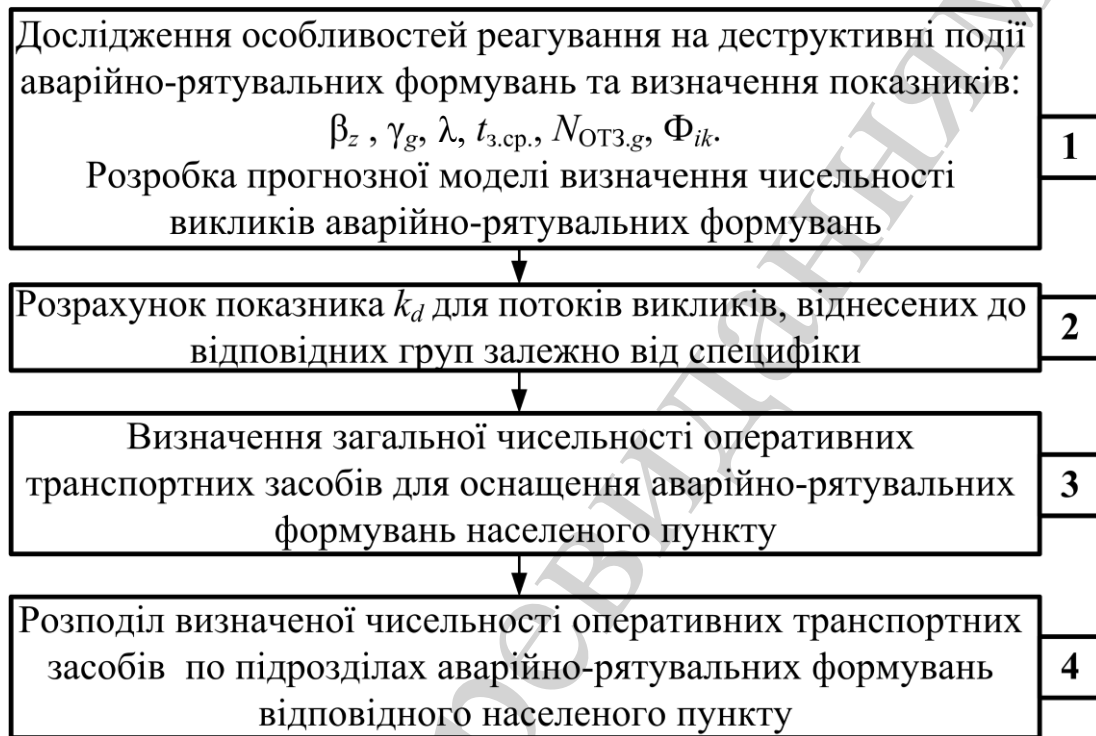 Дослідження особливостей реагування на деструктивні події
аварійно-рятувальних формувань та визначення показників:
βz , γg, λ, tз.ср., NОТЗ.g, Φik.
Розробка прогнозної моделі визначення чисельності
викликів аварійно-рятувальних формувань
1
Розрахунок показника kd для потоків викликів, віднесених до
відповідних груп залежно від специфіки
2
Визначення загальної чисельності оперативних
транспортних засобів для оснащення аварійно-рятувальних
формувань населеного пункту
3
Розподіл визначеної чисельності оперативних транспортних
засобів по підрозділах аварійно-рятувальних формувань
відповідного населеного пункту
4